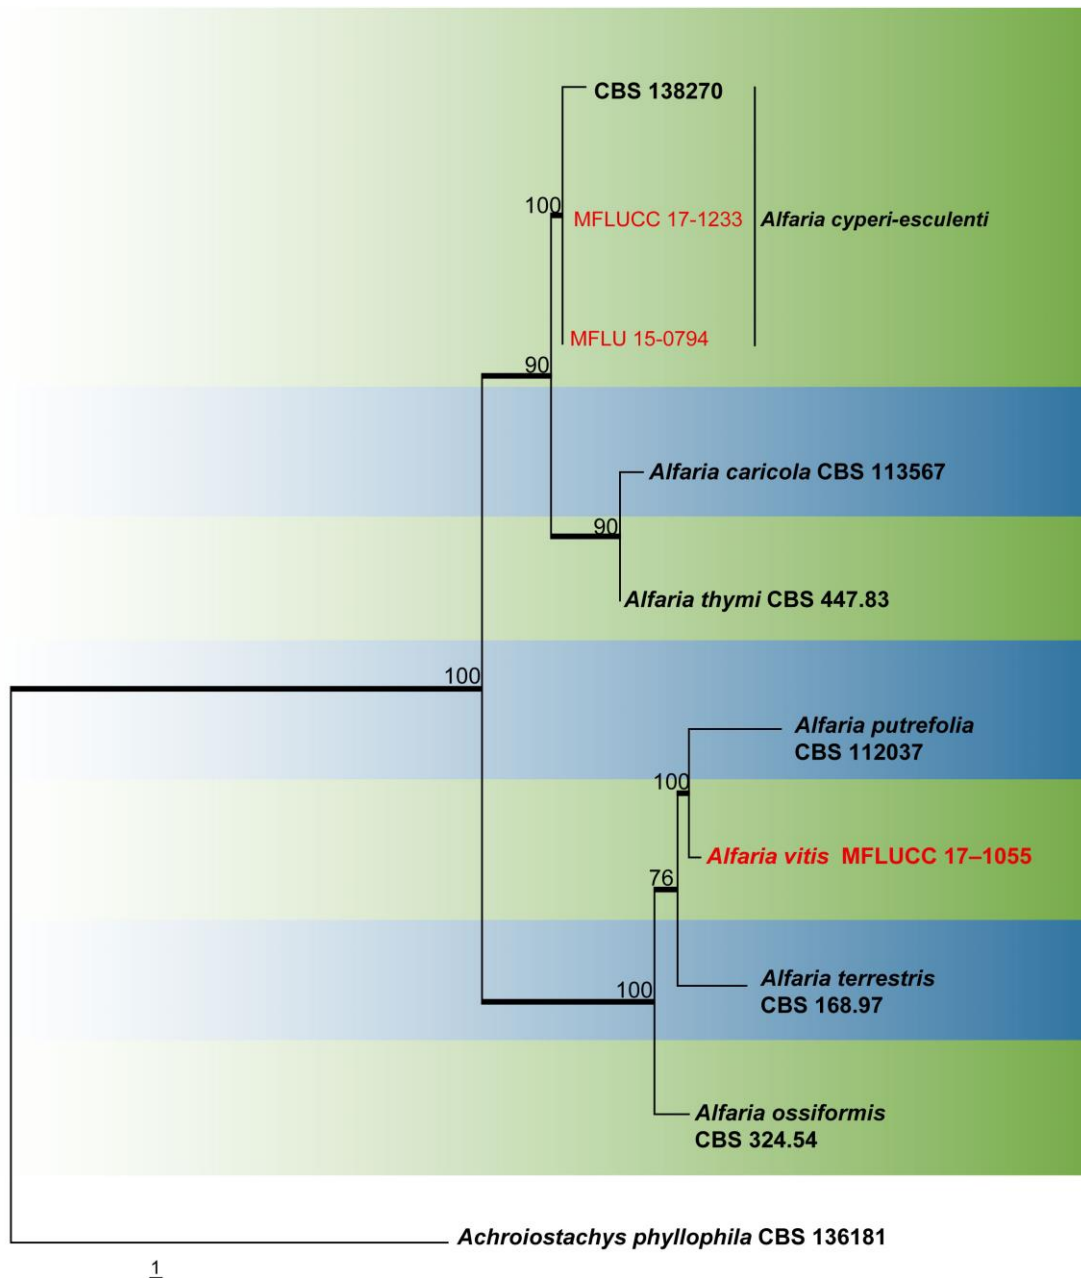 CBS 138270
100
MFLUCC 17-1233
Alfaria cyperi-esculenti
MFLU 15-0794
90
Alfaria caricola CBS 113567
90
Alfaria thymi CBS 447.83
100
Alfaria putrefolia
CBS 112037
100
Alfaria vitis MFLUCC 17–1055
76
Alfaria terrestris
CBS 168.97
100
Alfaria ossiformis
CBS 324.54
Achroiostachys phyllophila CBS 136181
1